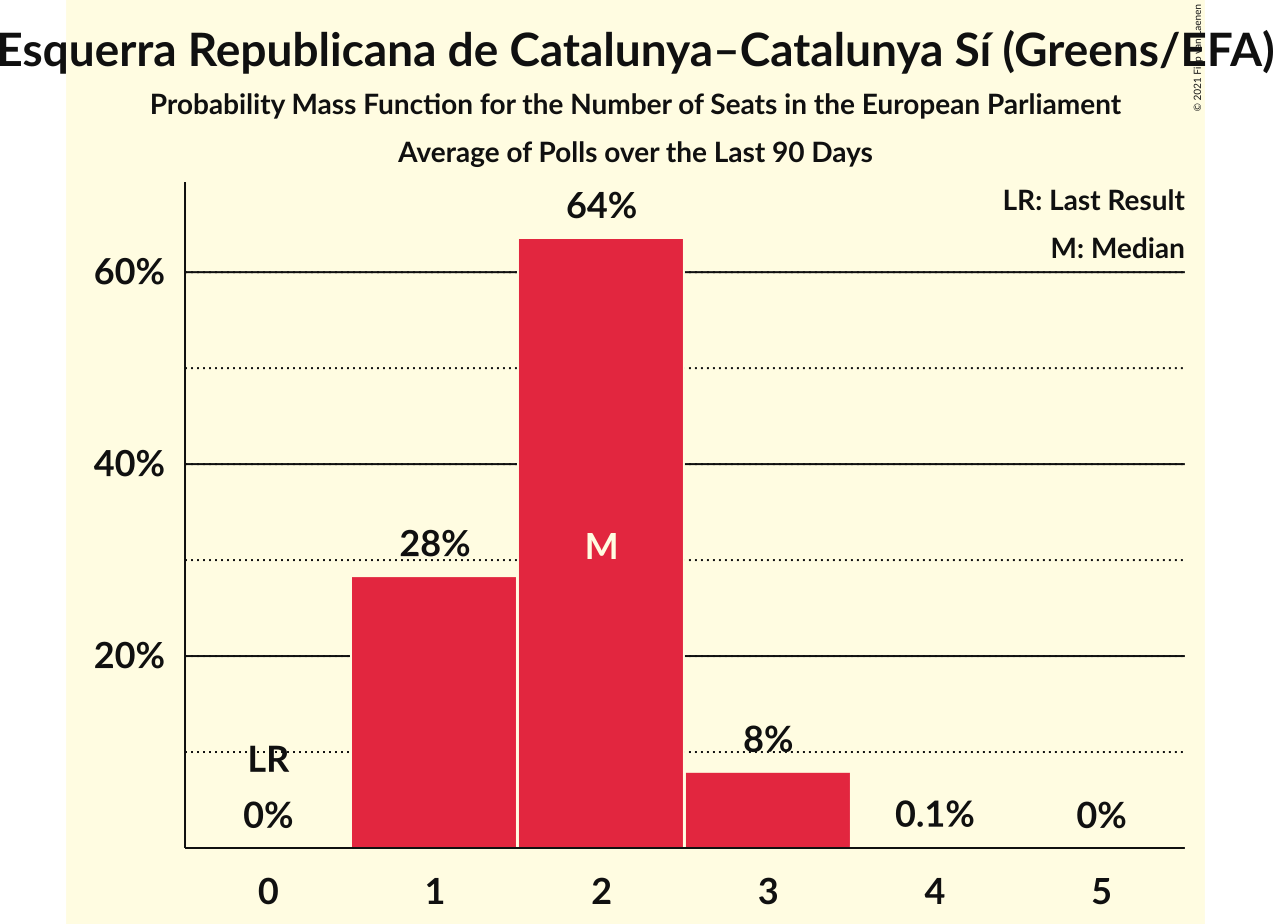 Esquerra Republicana de Catalunya–Catalunya Sí (Greens/EFA)
Probability Mass Function for the Number of Seats in the European Parliament
Average of Polls over the Last 90 Days
© 2021
LR: Last Result
M: Median
64%
60%
40%
28%
M
20%
8%
LR
0%
0.1%
0%
0 1 2 3 4 5